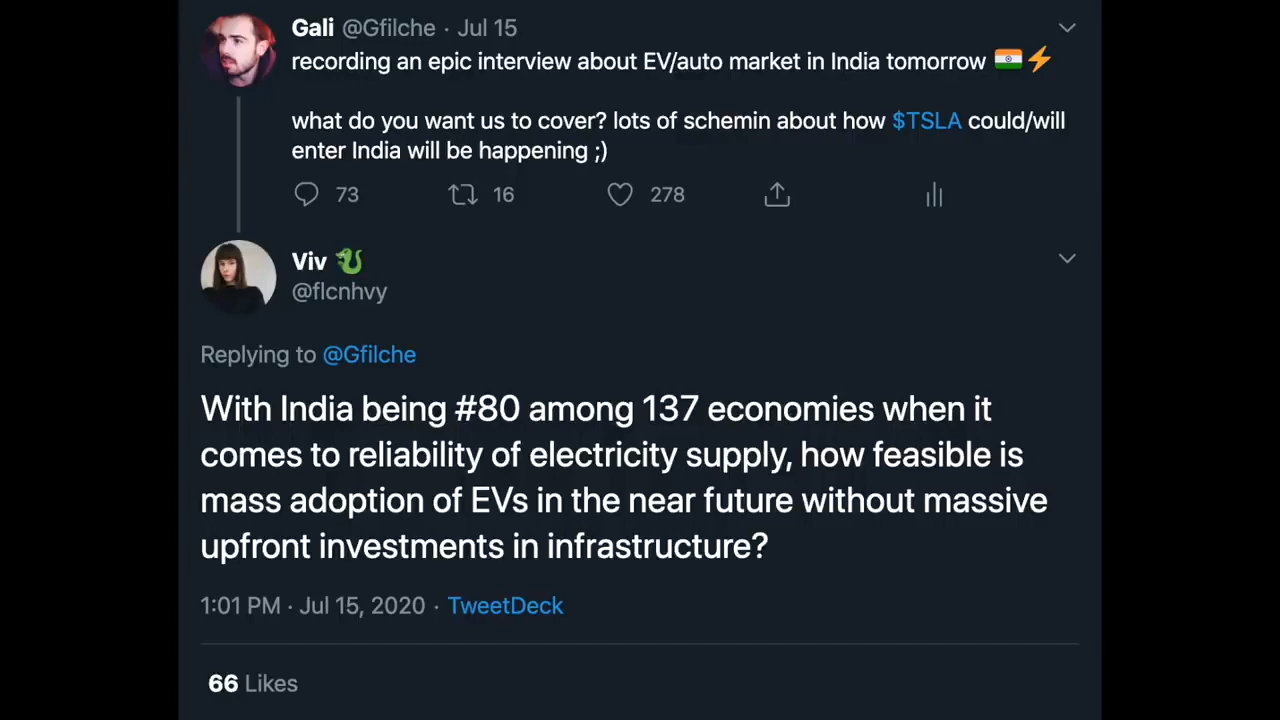 Gali @Gfilche · Jul 15
recording an epic interview about EV/auto market in India tomorrow 🇮🇳⚡
what do you want us to cover? lots of schemin about how $TSLA could/will
enter India will be happening ;)
73 16 278
Viv 🐉
@flcnhvy
Replying to @Gfilche
With India being #80 among 137 economies when it
comes to reliability of electricity supply, how feasible is
mass adoption of EVs in the near future without massive
upfront investments in infrastructure?
1:01 PM · Jul 15, 2020 · TweetDeck
66 Likes